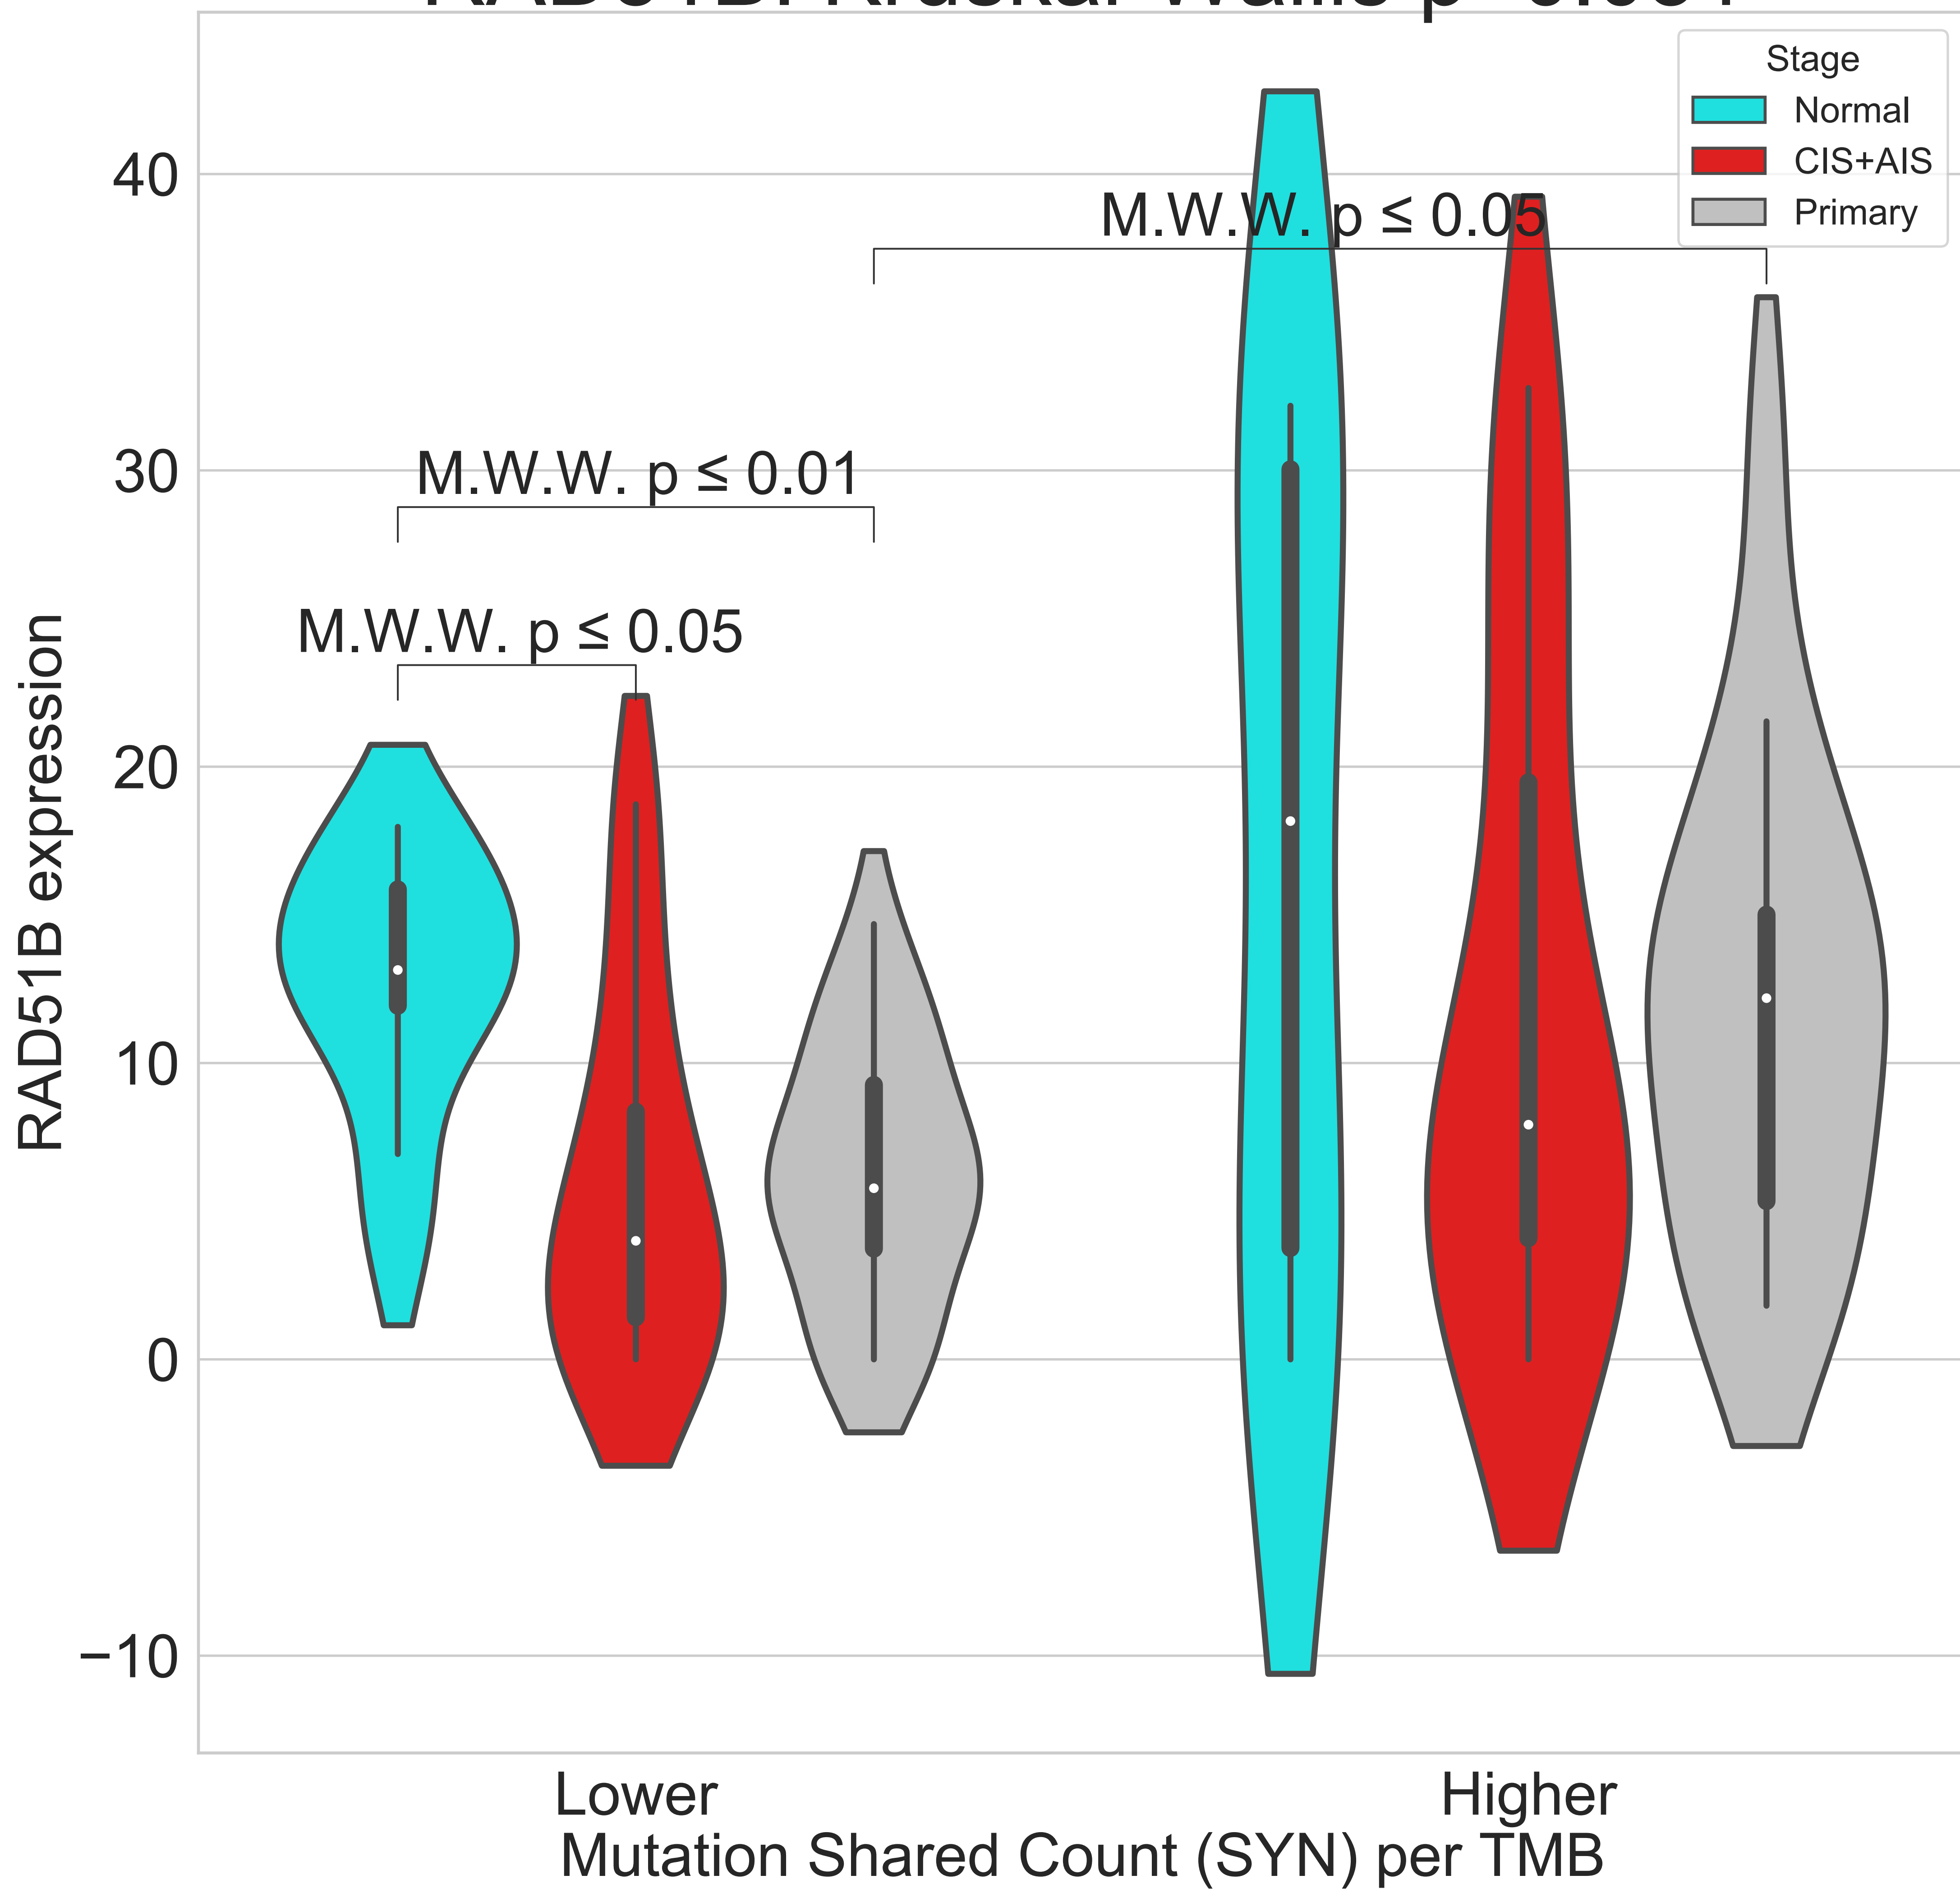 Stage
Normal
CIS+AIS
Primary
M.W.W. p ≤ 0.05
M.W.W. p ≤ 0.01
M.W.W. p ≤ 0.05
40
30
20
10
0
−10
RAD51B expression
Lower
Higher
Mutation Shared Count (SYN) per TMB